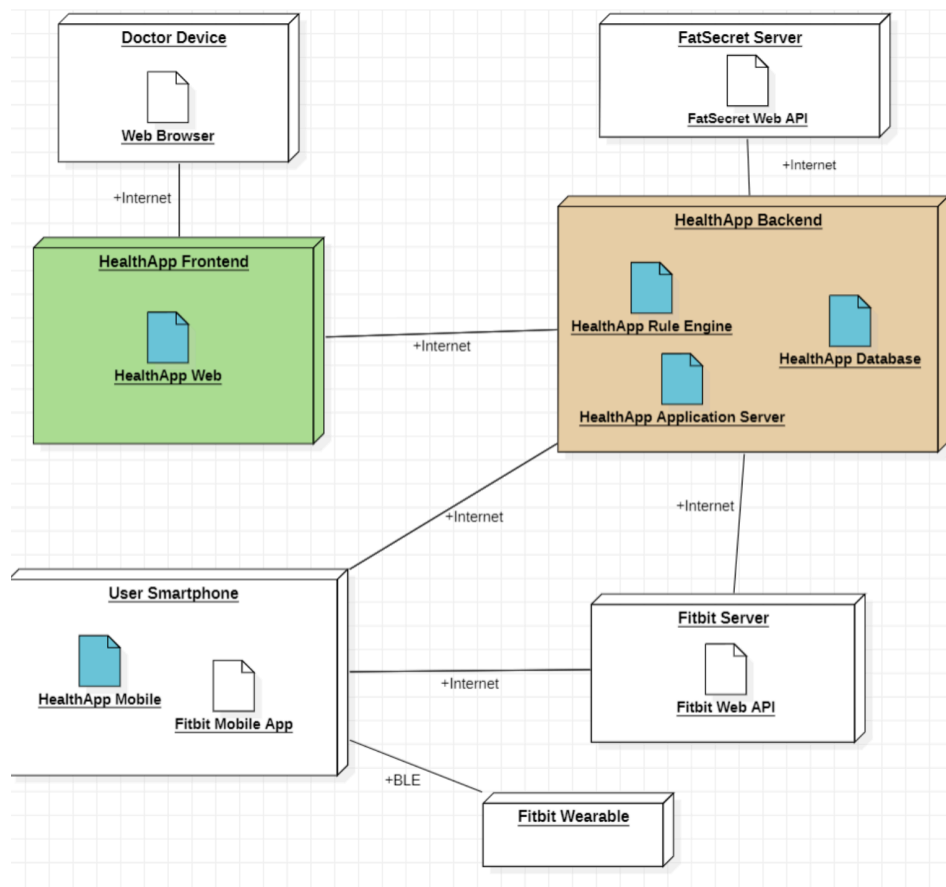 Doctor Device
Web Browser
FatSecret Server
FatSecret Web API
+Internet
+Internet
HealthApp Frontend
HealthApp Web
+Internet
HealthApp Backend
HealthApp Rule Engine
HealthApp Database
HealthApp Application Server
+Internet
+Internet
User Smartphone
HealthApp Mobile
Fitbit Mobile App
+Internet
Fitbit Server
Fitbit Web API
+BLE
Fitbit Wearable